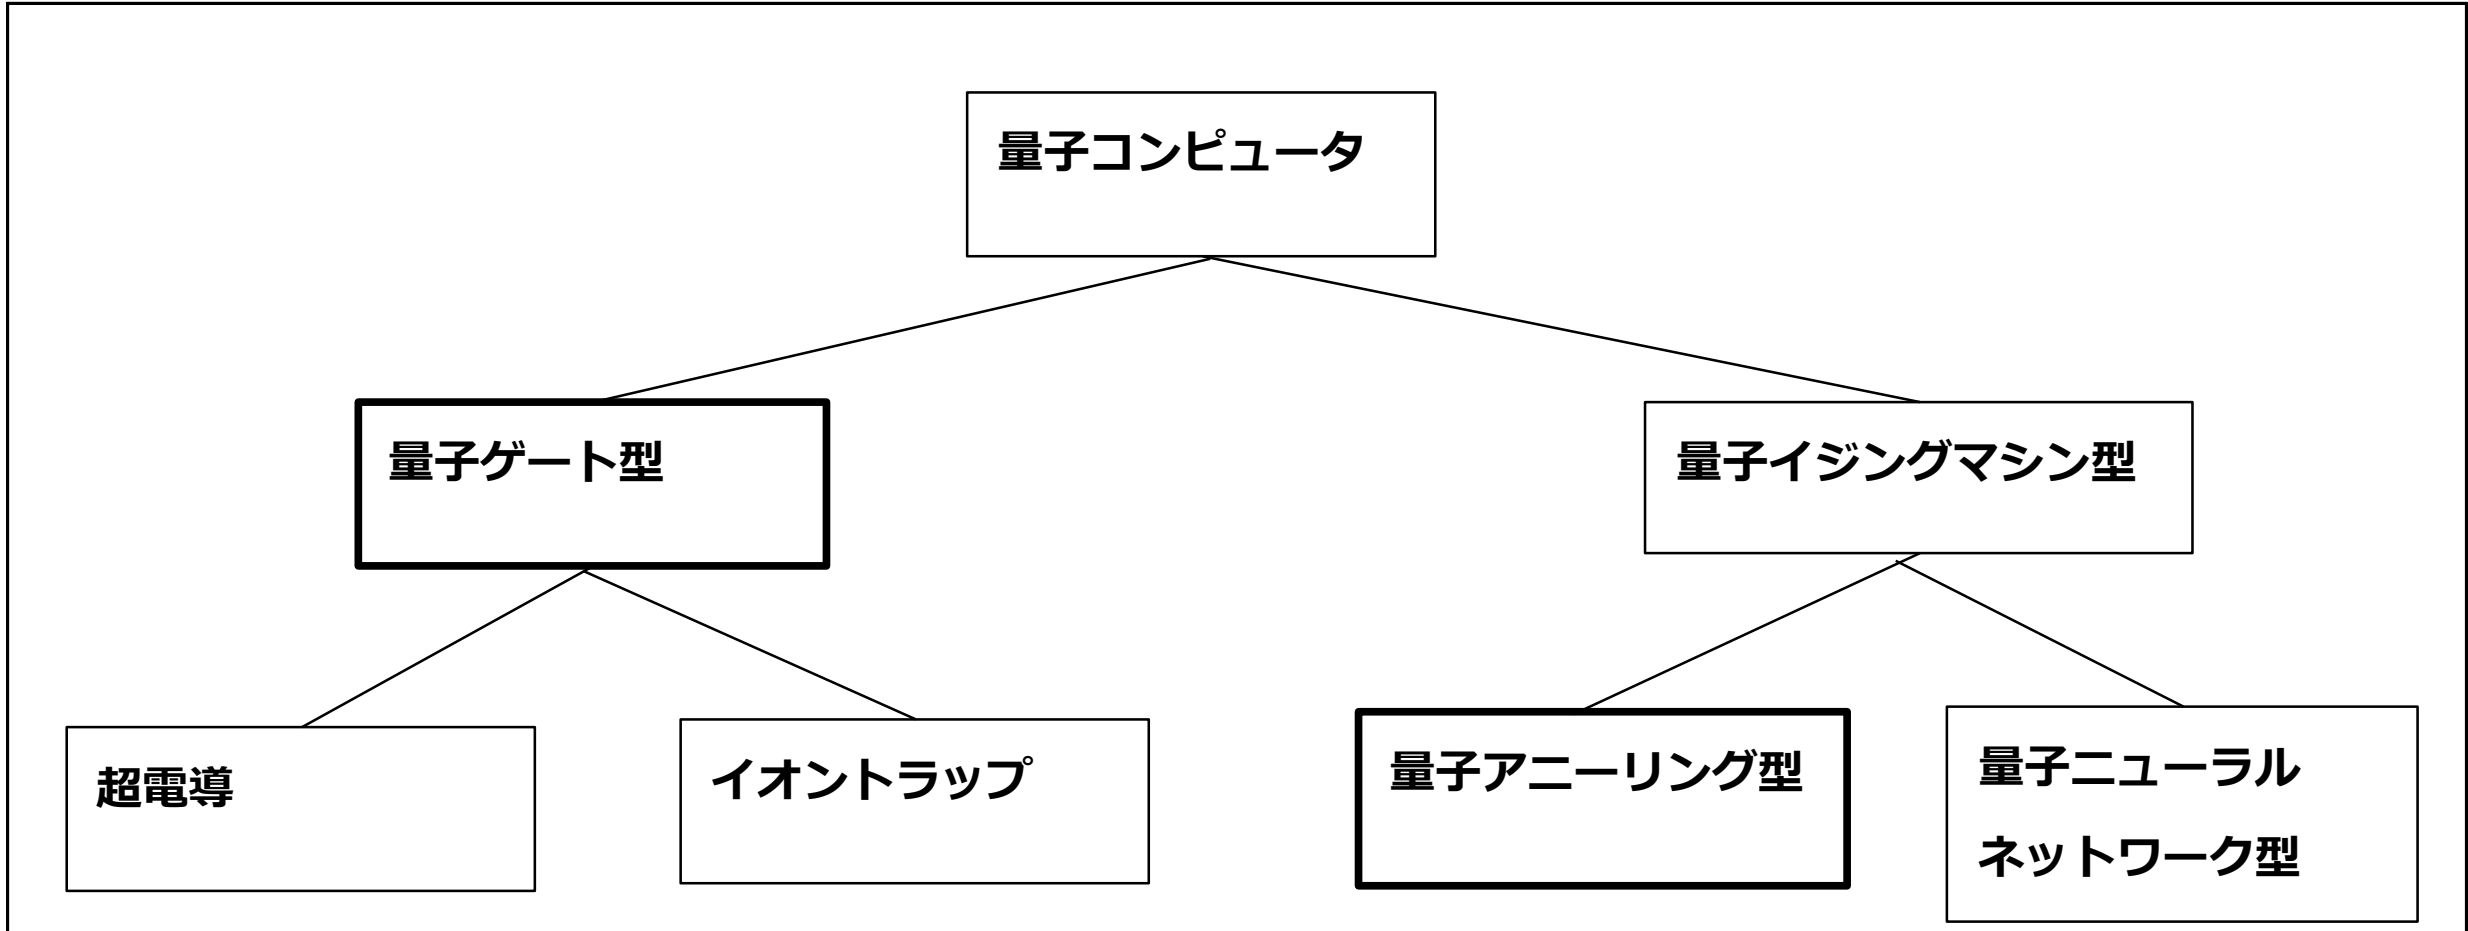 量子コンピュータ
量子ゲート型
量子イジングマシン型
超電導
イオントラップ
量子アニーリング型
量子ニューラル
ネットワーク型